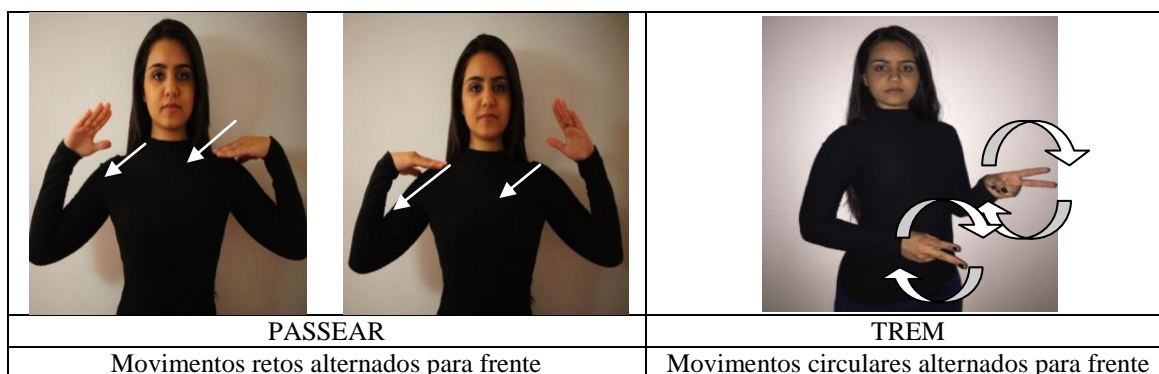 PASSEAR
TREM
Movimentos retos alternados para frente
Movimentos circulares alternados para frente